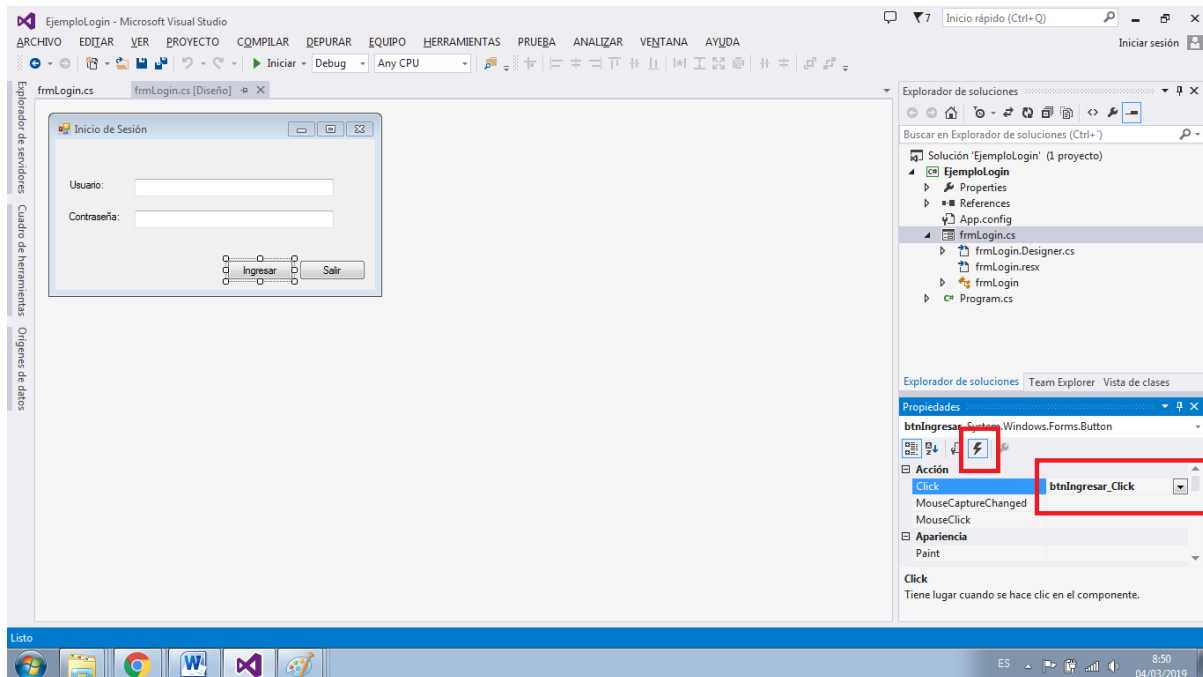 EjemploLogin - Microsoft Visual Studio
7 Inicio rápido (Ctrl+Q)
ARCHIVO EDITAR VER PROYECTO COMPILAR DEPURAR EQUIPO HERRAMIENTAS PRUEBA ANALIZAR VENTANA AYUDA
Iniciar sesión
Iniciar Debug Any CPU
Explorador de servidores
Cuadro de herramientas
Orígenes de datos
frmLogin.cs frmLogin.cs [Diseño]
Inicio de Sesión
Usuario:
Contraseña:
Ingresar Salir
Explorador de soluciones
Buscar en Explorador de soluciones (Ctrl+¨)
Solución 'EjemploLogin' (1 proyecto)
C# EjemploLogin
Properties
References
App.config
frmLogin.cs
frmLogin.Designer.cs
frmLogin.resx
frmLogin
C# Program.cs
Explorador de soluciones Team Explorer Vista de clases
Propiedades
btnIngresar System.Windows.Forms.Button
Acción
Click btnIngresar_Click
MouseCaptureChanged
MouseClick
Apariencia
Paint
Click
Tiene lugar cuando se hace clic en el componente.
Listo
ES
8:50
04/03/2019